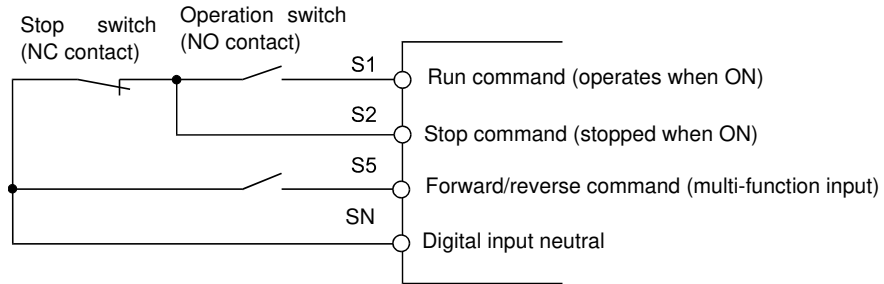 Stop switch
(NC contact)
Operation switch
(NO contact)
S1
Run command (operates when ON)
S2
Stop command (stopped when ON)
S5
Forward/reverse command (multi-function input)
SN
Digital input neutral